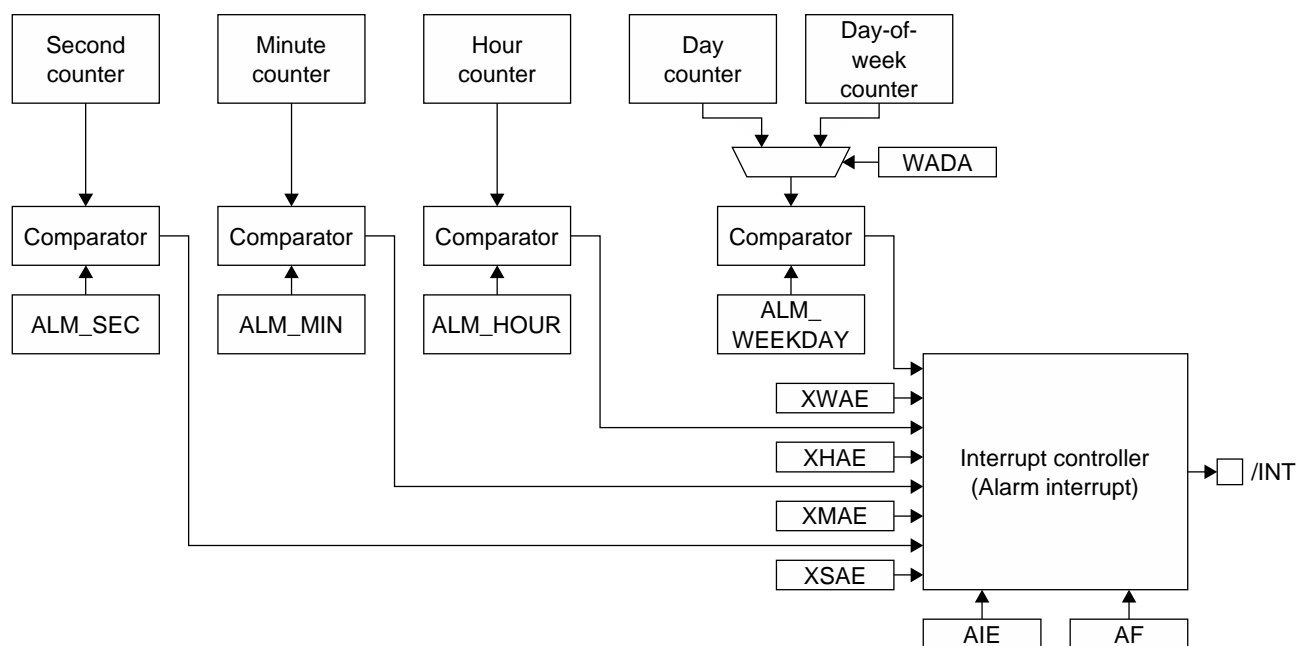 Second
counter
Minute
counter
Hour
counter
Day
counter
Day-of-
week
counter
WADA
Comparator
Comparator
Comparator
Comparator
ALM_SEC
ALM_MIN
ALM_HOUR
ALM_
WEEKDAY
XWAE
XHAE
XMAE
XSAE
Interrupt controller
(Alarm interrupt)
/INT
AIE
AF